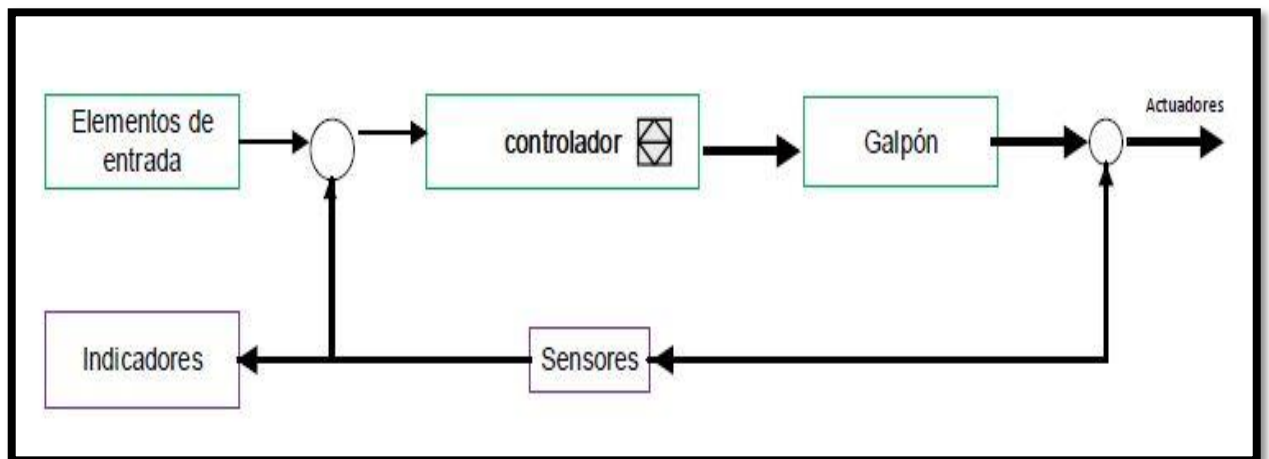 Elementos de
entrada
controlador
Galpón
Actuadores
Indicadores
Sensores